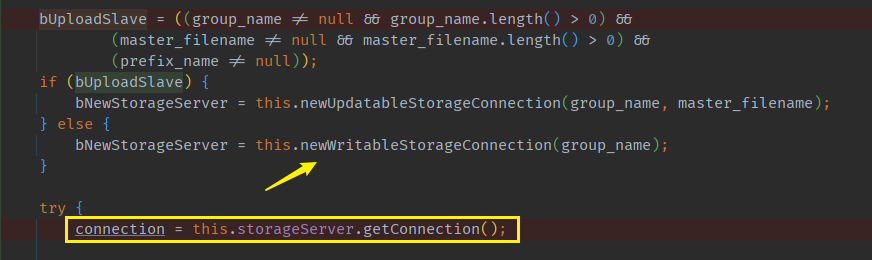 bUploadSlave = ((group_name ≠ null && group_name.length() > 0) &&
(master_filename ≠ null && master_filename.length() > 0) &&
(prefix_name ≠ null));
if (bUploadSlave) {
bNewStorageServer = this.newUpdatableStorageConnection(group_name, master_filename);
} else {
bNewStorageServer = this.newWritableStorageConnection(group_name);
}
try {
connection = this.storageServer.getConnection();